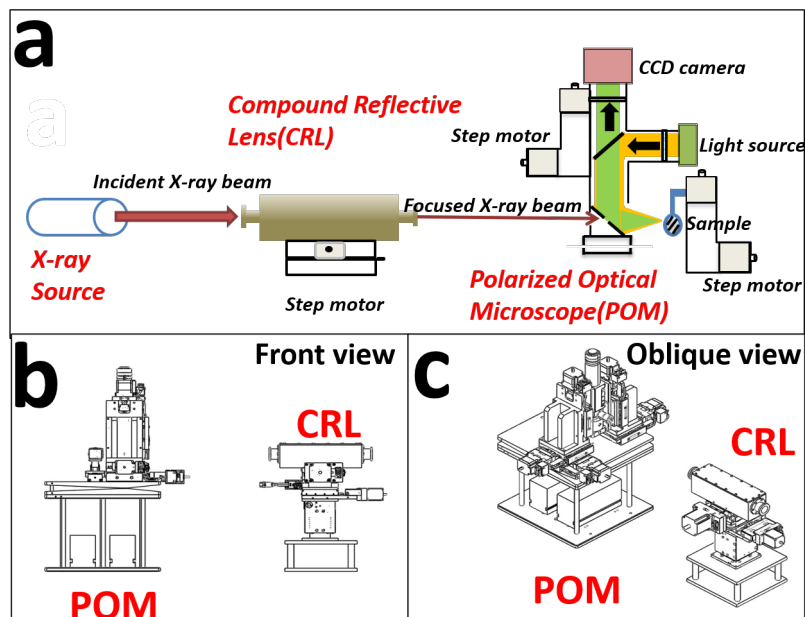 a
a
CCD camera
Compound Reflective
Lens(CRL)
Step motor
Light source
Incident X-ray beam
Focused X-ray beam
Sample
X-ray
Source
Step motor
Polarized Optical
Microscope(POM)
Step motor
b
Front view
CRL
POM
c
Oblique view
CRL
POM